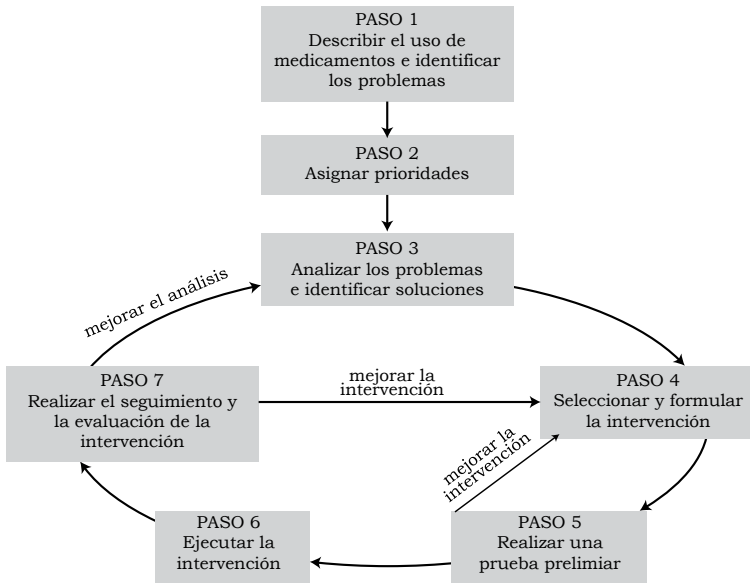 PASO 1
Describir el uso de
medicamentos e identificar
los problemas
PASO 2
Asignar prioridades
PASO 3
Analizar los problemas
e identificar soluciones
mejorar el análisis
PASO 7
Realizar el seguimiento y
la evaluación de la
intervención
mejorar la
intervención
PASO 4
Seleccionar y formular
la intervención
mejorar la
intervención
PASO 6
Ejecutar la
intervención
PASO 5
Realizar una
prueba prelimiar